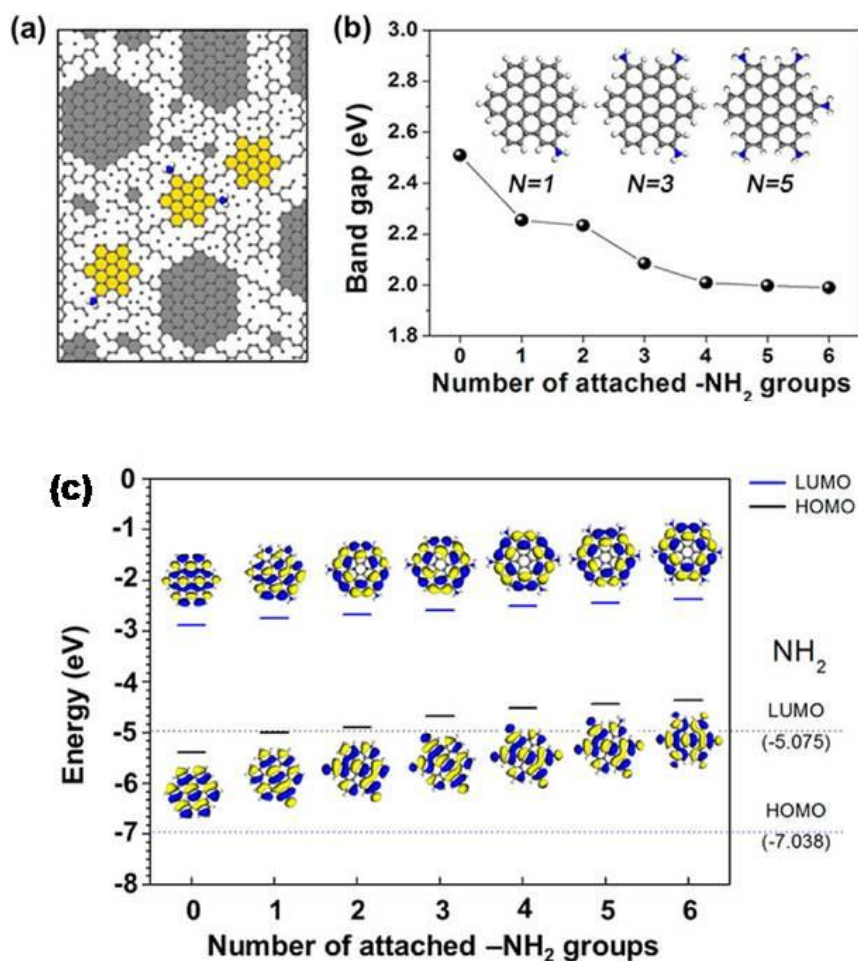 (a)
(b)
3.0
2.8
2.6
2.4
2.2
2.0
1.8
Band gap (eV)
N=1 N=3 N=5
0 1 2 3 4 5 6
Number of attached -NH₂ groups
(c)
0
-1
-2
-3
-4
-5
-6
-7
-8
Energy (eV)
LUMO
HOMO
NH₂
LUMO
(-5.075)
HOMO
(-7.038)
0 1 2 3 4 5 6
Number of attached –NH₂ groups